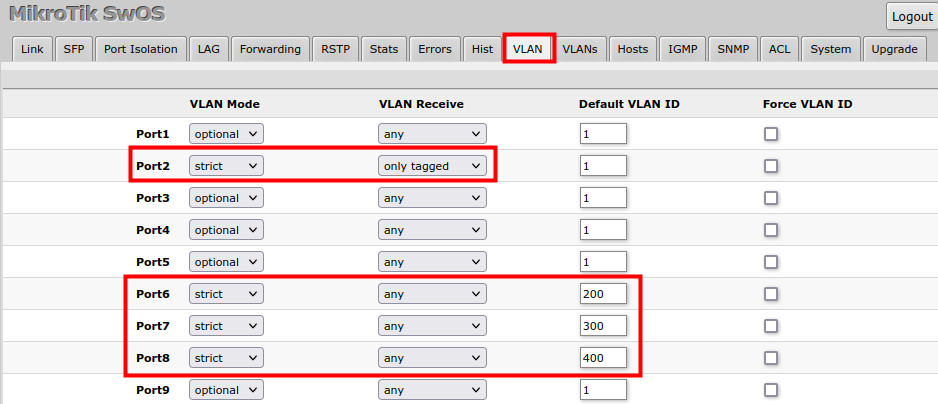 MikroTik SwOS
Logout
Link SFP Port Isolation LAG Forwarding RSTP Stats Errors Hist VLAN VLANs Hosts IGMP SNMP ACL System Upgrade
VLAN Mode VLAN Receive Default VLAN ID Force VLAN ID
Port1 optional any 1
Port2 strict only tagged 1
Port3 optional any 1
Port4 optional any 1
Port5 optional any 1
Port6 strict any 200
Port7 strict any 300
Port8 strict any 400
Port9 optional any 1